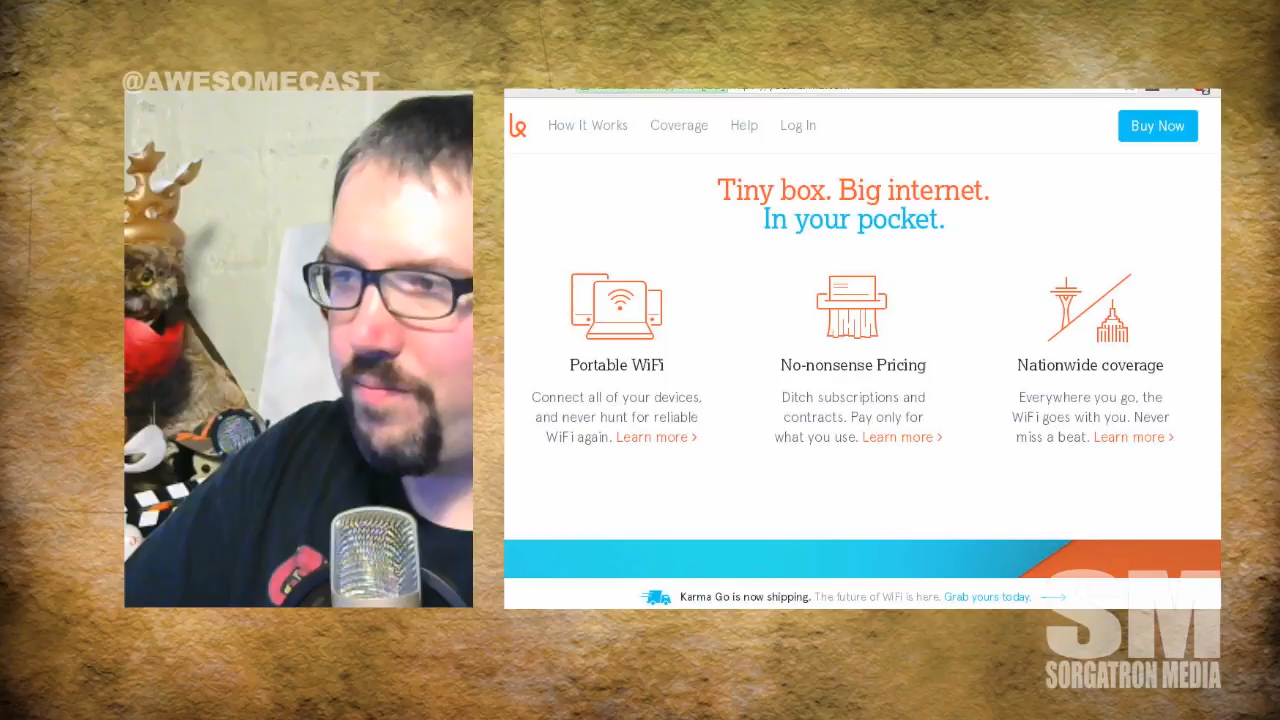 @AWESOMECAST
How It Works Coverage Help Log In Buy Now
Tiny box. Big internet.
In your pocket.
Portable WiFi
Connect all of your devices,
and never hunt for reliable
WiFi again. Learn more >
No-nonsense Pricing
Ditch subscriptions and
contracts. Pay only for
what you use. Learn more >
Nationwide coverage
Everywhere you go, the
WiFi goes with you. Never
miss a beat. Learn more >
Karma Go is now shipping. The future of WiFi is here. Grab yours today.
SM
SORGATRON MEDIA